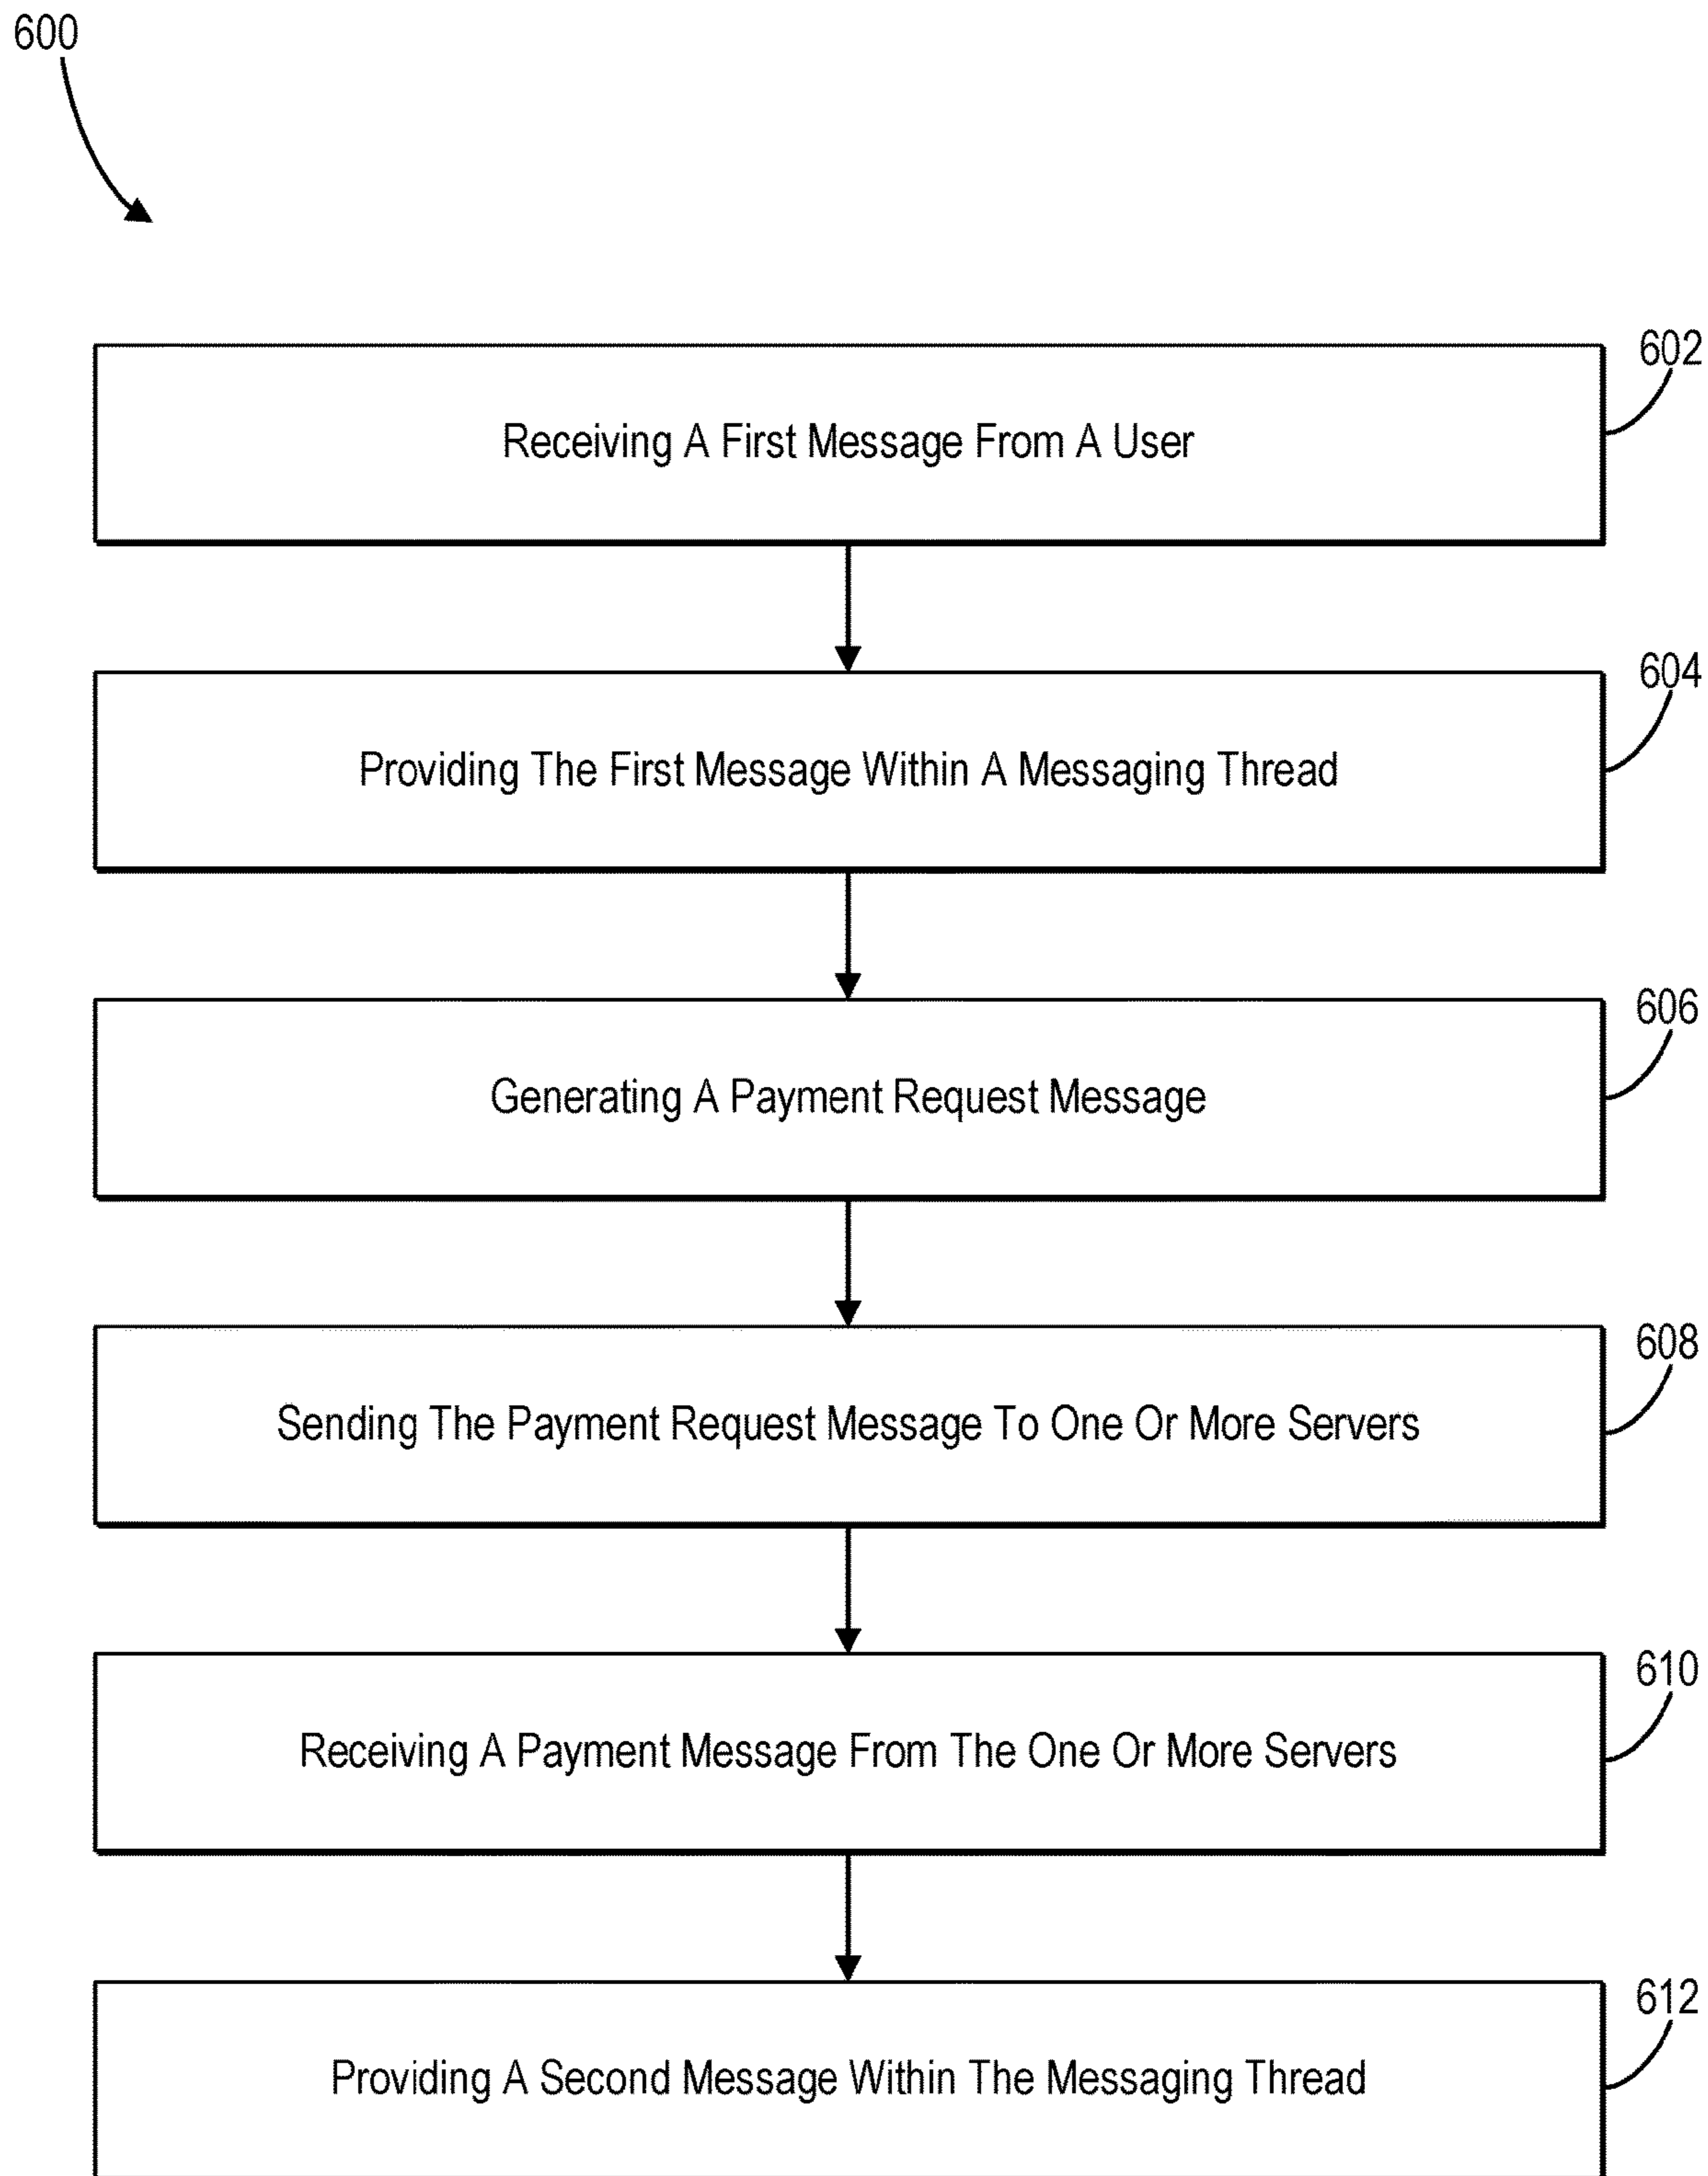 600
602
Receiving A First Message From A User
604
Providing The First Message Within A Messaging Thread
606
Generating A Payment Request Message
608
Sending The Payment Request Message To One Or More Servers
610
Receiving A Payment Message From The One Or More Servers
612
Providing A Second Message Within The Messaging Thread